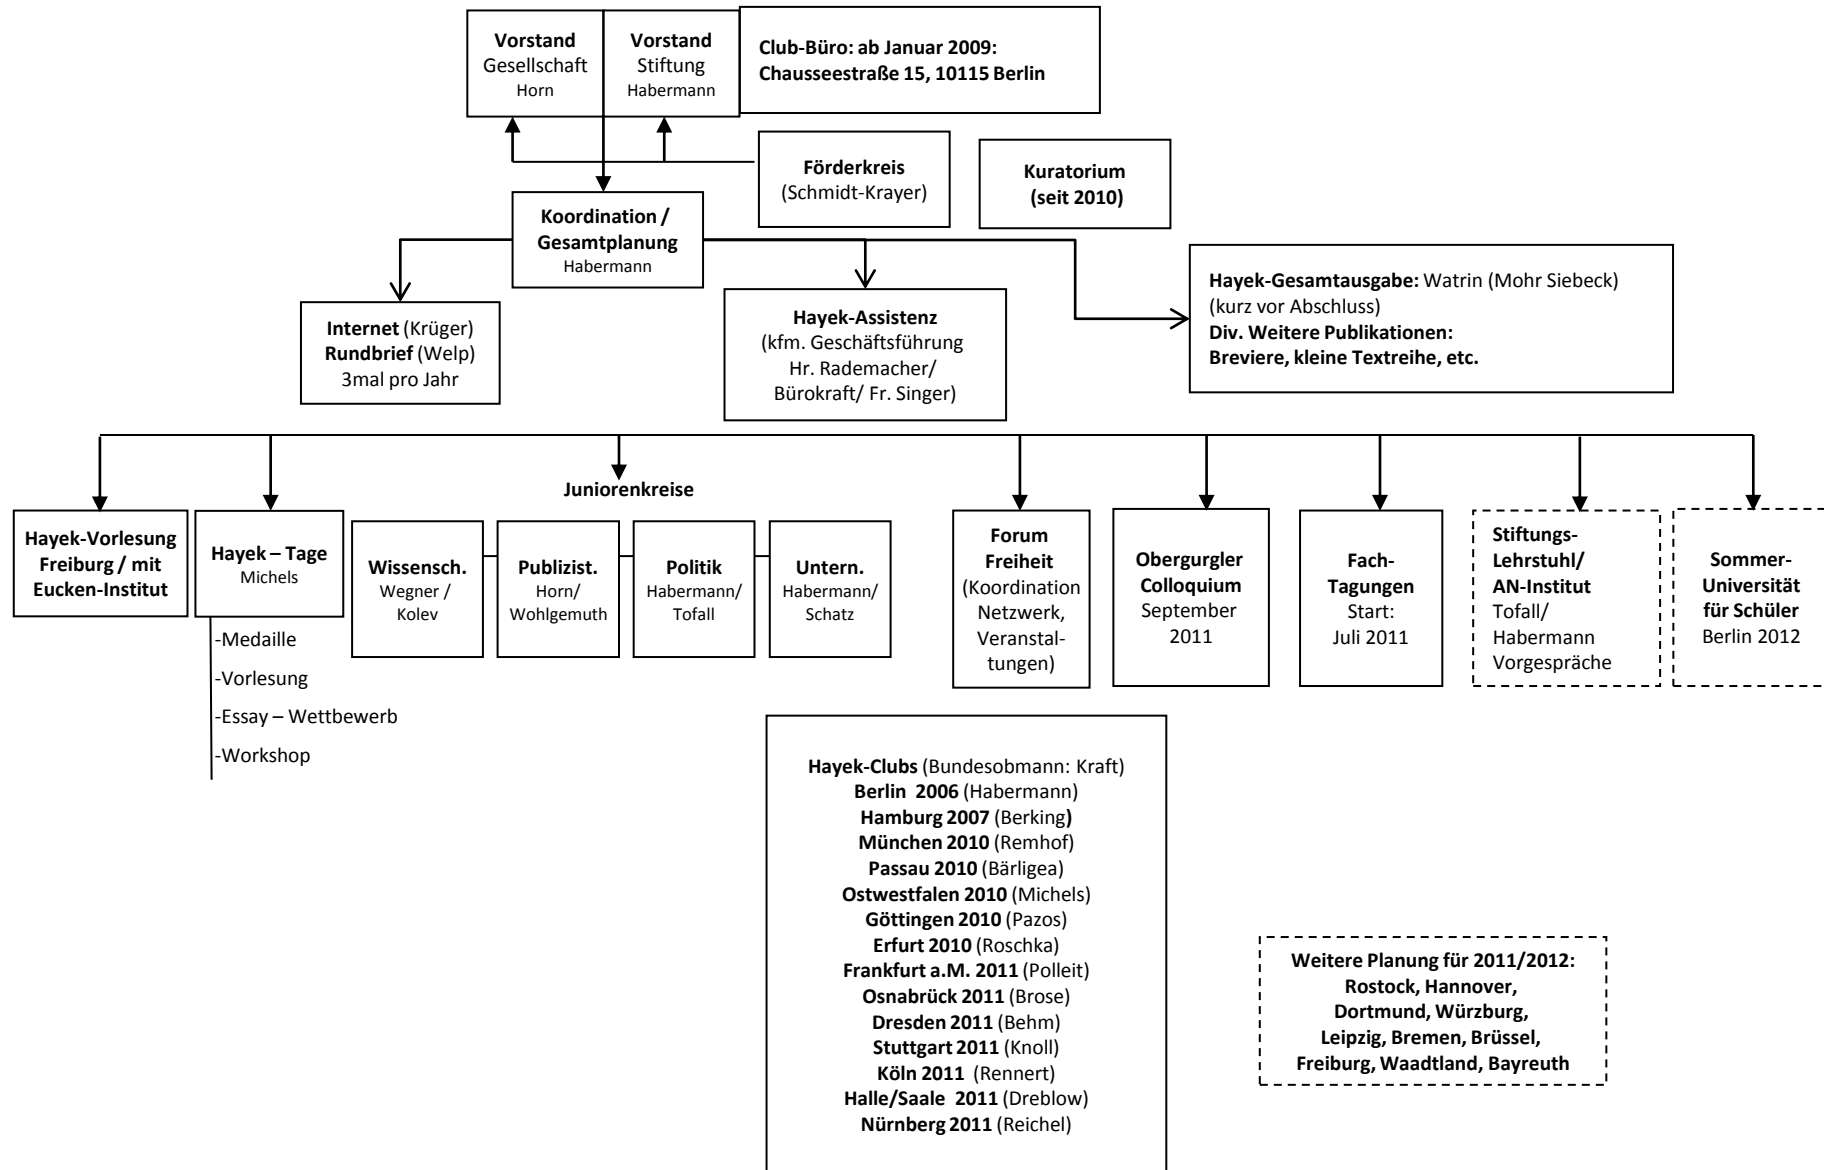 Vorstand
Gesellschaft
Horn
Vorstand
Stiftung
Habermann
Club-Büro: ab Januar 2009:
Chausseestraße 15, 10115 Berlin
Förderkreis
(Schmidt-Krayer)
Kuratorium
(seit 2010)
Koordination /
Gesamtplanung
Habermann
Internet (Krüger)
Rundbrief (Welp)
3mal pro Jahr
Hayek-Assistenz
(kfm. Geschäftsführung
Hr. Rademacher/
Bürokraft/ Fr. Singer)
Hayek-Gesamtausgabe: Watrin (Mohr Siebeck)
(kurz vor Abschluss)
Div. Weitere Publikationen:
Breviere, kleine Textreihe, etc.
Hayek-Vorlesung
Freiburg / mit
Eucken-Institut
Hayek – Tage
Michels
-Medaille
-Vorlesung
-Essay – Wettbewerb
-Workshop
Juniorenkreise
Wissensch.
Wegner /
Kolev
Publizist.
Horn/
Wohlgemuth
Politik
Habermann/
Tofall
Untern.
Habermann/
Schatz
Forum
Freiheit
(Koordination
Netzwerk,
Veranstal-
tungen)
Obergurgler
Colloquium
September
2011
Fach-
Tagungen
Start:
Juli 2011
Stiftungs-
Lehrstuhl/
AN-Institut
Tofall/
Habermann
Vorgespräche
Sommer-
Universität
für Schüler
Berlin 2012
Hayek-Clubs (Bundesobmann: Kraft)
Berlin 2006 (Habermann)
Hamburg 2007 (Berking)
München 2010 (Remhof)
Passau 2010 (Bärligea)
Ostwestfalen 2010 (Michels)
Göttingen 2010 (Pazos)
Erfurt 2010 (Roschka)
Frankfurt a.M. 2011 (Polleit)
Osnabrück 2011 (Brose)
Dresden 2011 (Behm)
Stuttgart 2011 (Knoll)
Köln 2011 (Rennert)
Halle/Saale 2011 (Dreblow)
Nürnberg 2011 (Reichel)
Weitere Planung für 2011/2012:
Rostock, Hannover,
Dortmund, Würzburg,
Leipzig, Bremen, Brüssel,
Freiburg, Waadtland, Bayreuth